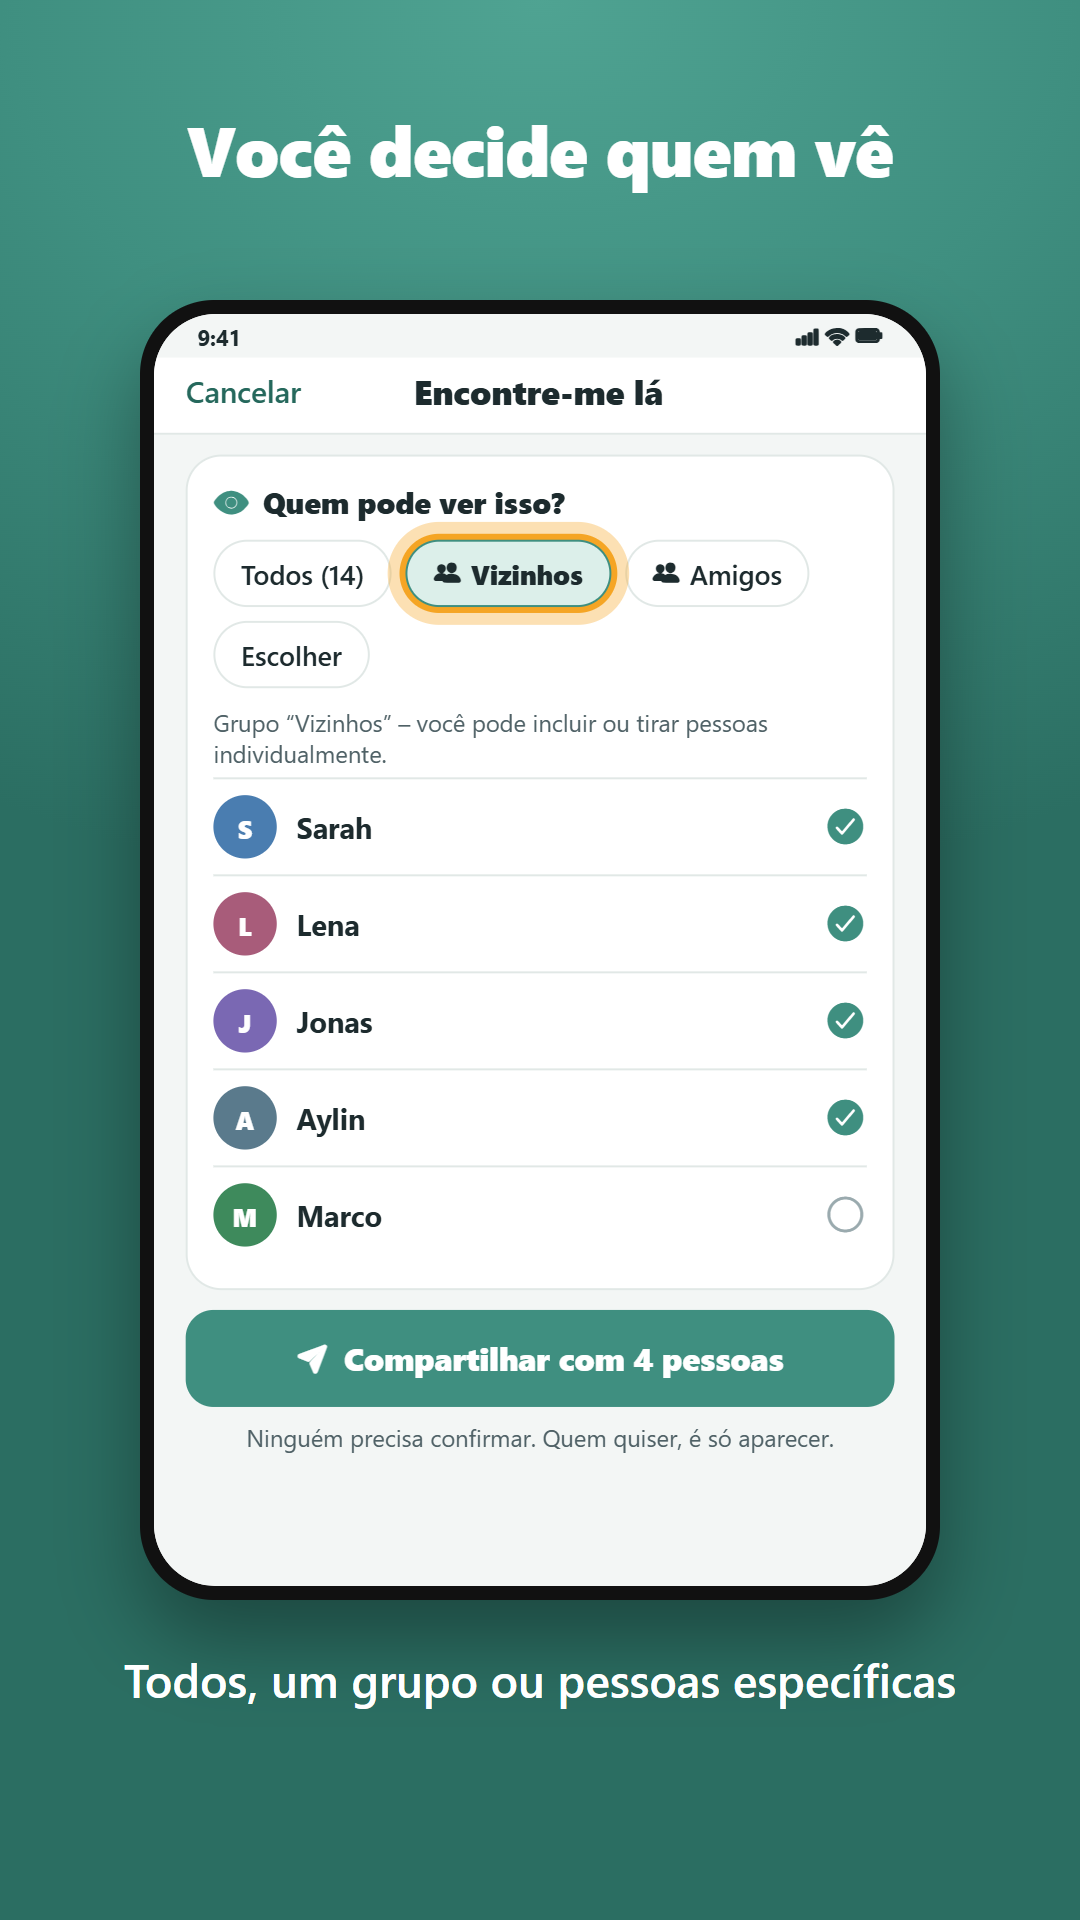 Você decide quem vê
9:41
Cancelar
Encontre-me lá
Quem pode ver isso?
Todos (14)
Vizinhos
Amigos
Escolher
Grupo “Vizinhos” – você pode incluir ou tirar pessoas
individualmente.
S
Sarah
L
Lena
J
Jonas
A
Aylin
M
Marco
Compartilhar com 4 pessoas
Ninguém precisa confirmar. Quem quiser, é só aparecer.
Todos, um grupo ou pessoas específicas